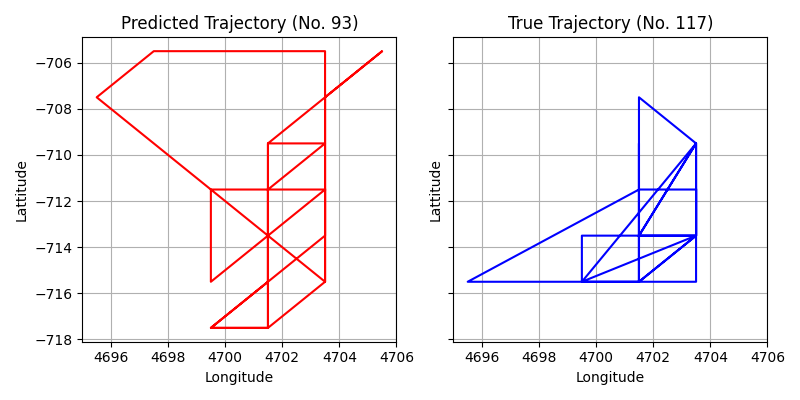 Predicted Trajectory (No. 93)
True Trajectory (No. 117)
−706
−708
−710
−712
−714
−716
−718
Lattitude
Lattitude
4696 4698 4700 4702 4704 4706
4696 4698 4700 4702 4704 4706
Longitude
Longitude